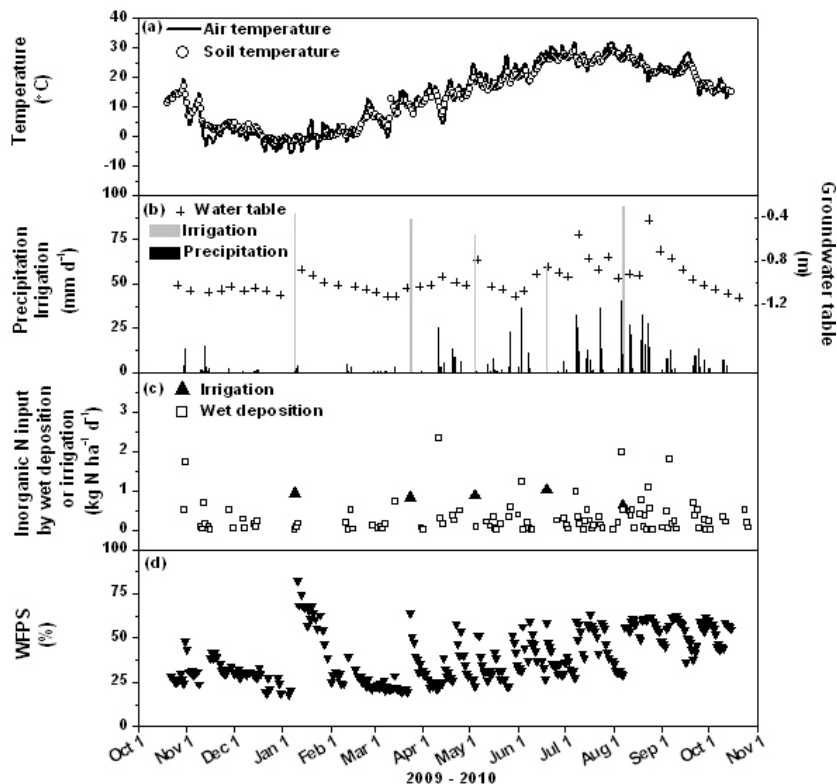 (a)
Air temperature
Soil temperature
40
30
20
10
0
-10
Temperature
(°C)
(b)
Water table
Irrigation
Precipitation
100
75
50
25
0
Precipitation
Irrigation
(mm d⁻¹)
-0.4
-0.8
-1.2
Groundwater table
(m)
(c)
Irrigation
Wet deposition
3
2
1
0
Inorganic N input
by wet deposition
or irrigation
(kg N ha⁻¹ d⁻¹)
(d)
100
75
50
25
0
WFPS
(%)
Oct 1
Nov 1
Dec 1
Jan 1
Feb 1
Mar 1
Apr 1
May 1
Jun 1
Jul 1
Aug 1
Sep 1
Oct 1
Nov 1
2009 - 2010